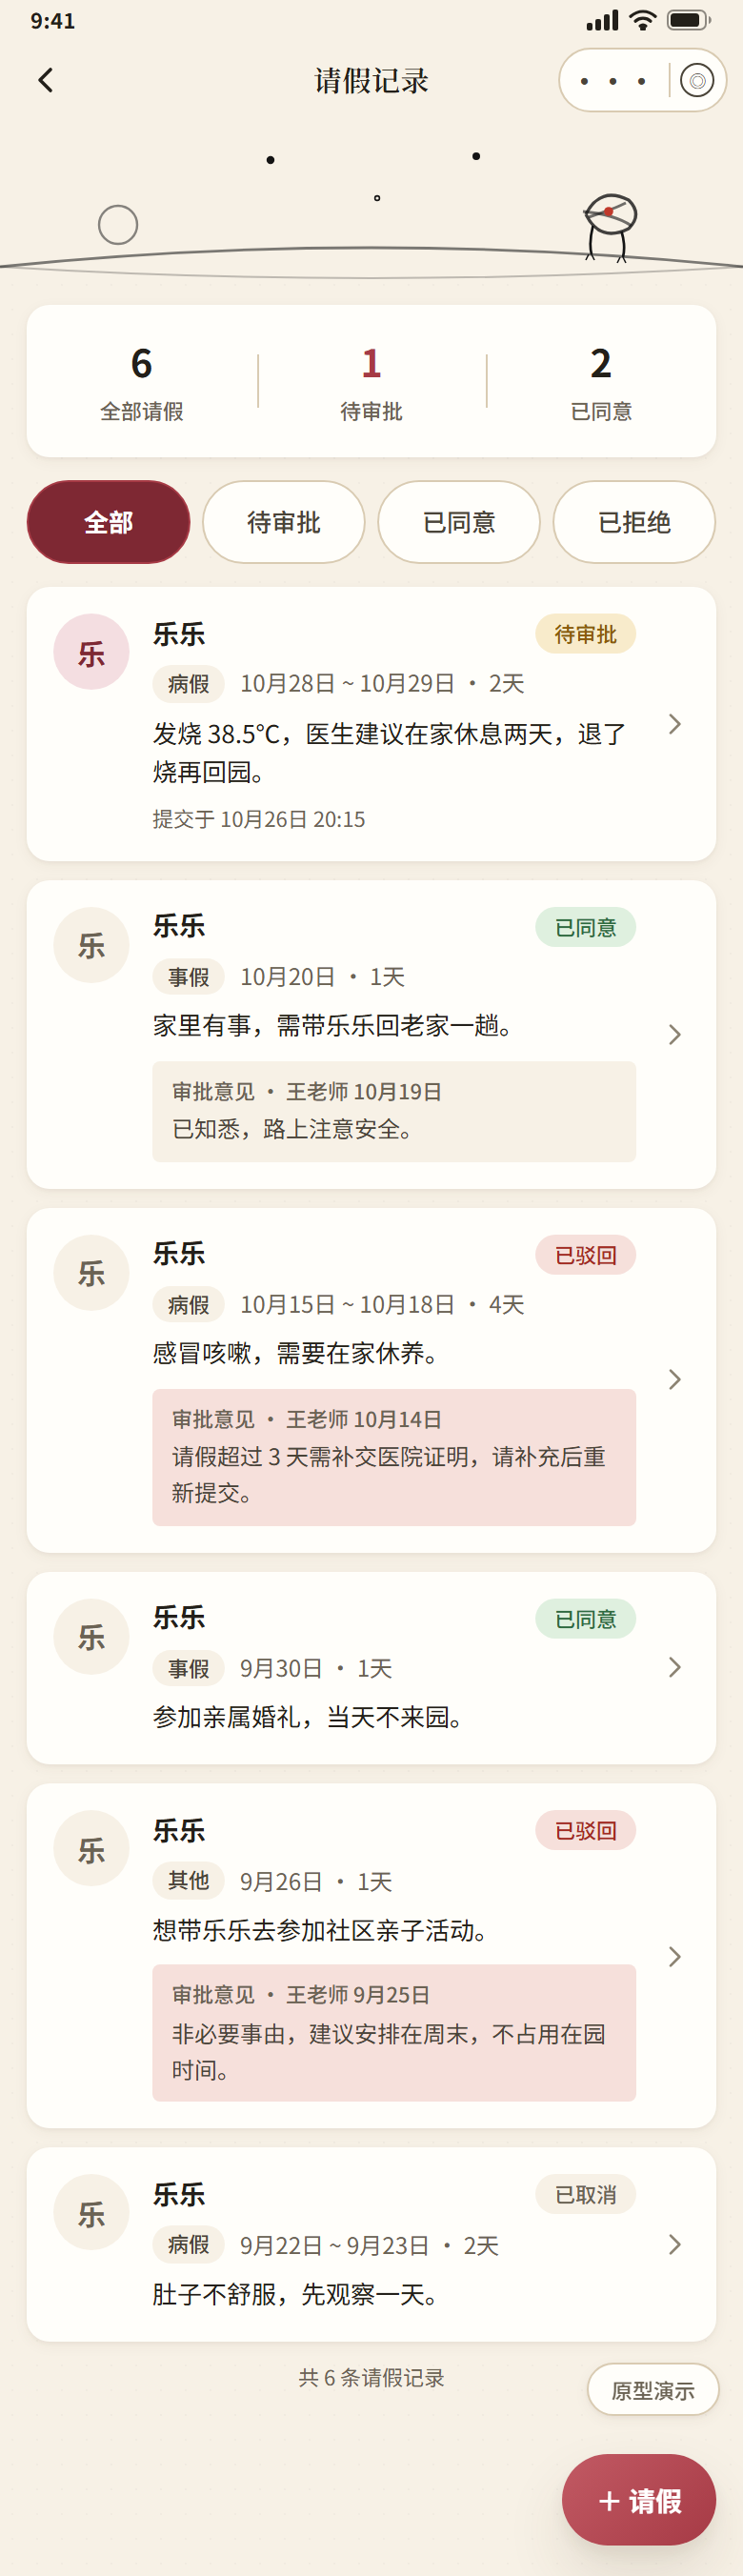 9:41
请假记录
6
全部请假
1
待审批
2
已同意
全部
待审批
已同意
已拒绝
乐
乐乐
待审批
病假
10月28日 ~ 10月29日 · 2天
发烧 38.5℃，医生建议在家休息两天，退了
烧再回园。
提交于 10月26日 20:15
乐
乐乐
已同意
事假
10月20日 · 1天
家里有事，需带乐乐回老家一趟。
审批意见 · 王老师 10月19日
已知悉，路上注意安全。
乐
乐乐
已驳回
病假
10月15日 ~ 10月18日 · 4天
感冒咳嗽，需要在家休养。
审批意见 · 王老师 10月14日
请假超过 3 天需补交医院证明，请补充后重
新提交。
乐
乐乐
已同意
事假
9月30日 · 1天
参加亲属婚礼，当天不来园。
乐
乐乐
已驳回
其他
9月26日 · 1天
想带乐乐去参加社区亲子活动。
审批意见 · 王老师 9月25日
非必要事由，建议安排在周末，不占用在园
时间。
乐
乐乐
已取消
病假
9月22日 ~ 9月23日 · 2天
肚子不舒服，先观察一天。
共 6 条请假记录
原型演示
＋ 请假